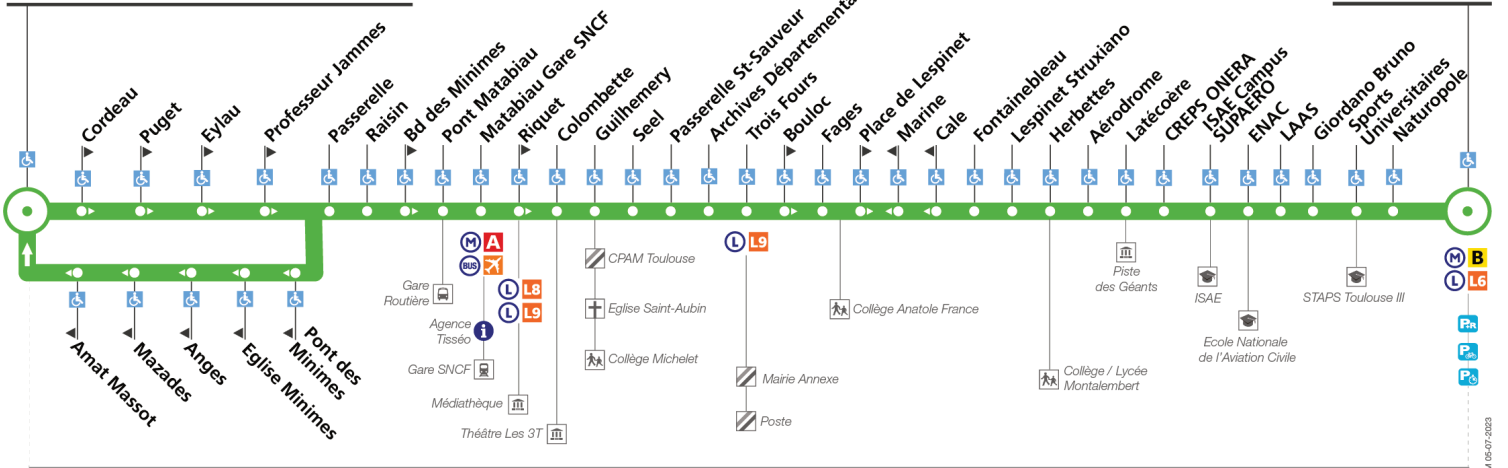 Cordeau
Puget
Eylau
Professeur Jammes
Passerelle
Raisin
Bd des Minimes
Pont Matabiau
Matabiau Gare SNCF
Riquet
Colombette
Guilhemery
Seel
Passerelle St-Sauveur
Archives Départementa
Trois Fours
Bouloc
Fages
Place de Lespinet
Marine
Cale
Fontainebleau
Lespinet Struxiano
Herbettes
Aérodrome
Latécoère
CREPS ONERA
ISAE Campus
SUPAERO
ENAC
LAAS
Giordano Bruno
Sports
Universitaires
Naturopole
Amat Massot
Mazades
Anges
Eglise Minimes
Pont des
Minimes
Gare
Routière
M A
BUS
Agence
Tisséo
i
Gare SNCF
L L8
L L9
Médiathèque
Théâtre Les 3T
CPAM Toulouse
Eglise Saint-Aubin
Collège Michelet
L L9
Mairie Annexe
Poste
Collège Anatole France
Collège / Lycée
Montalembert
Piste
des Géants
ISAE
Ecole Nationale
de l'Aviation Civile
STAPS Toulouse III
M B
L L6
P+R
P
P
M 05-07-2023